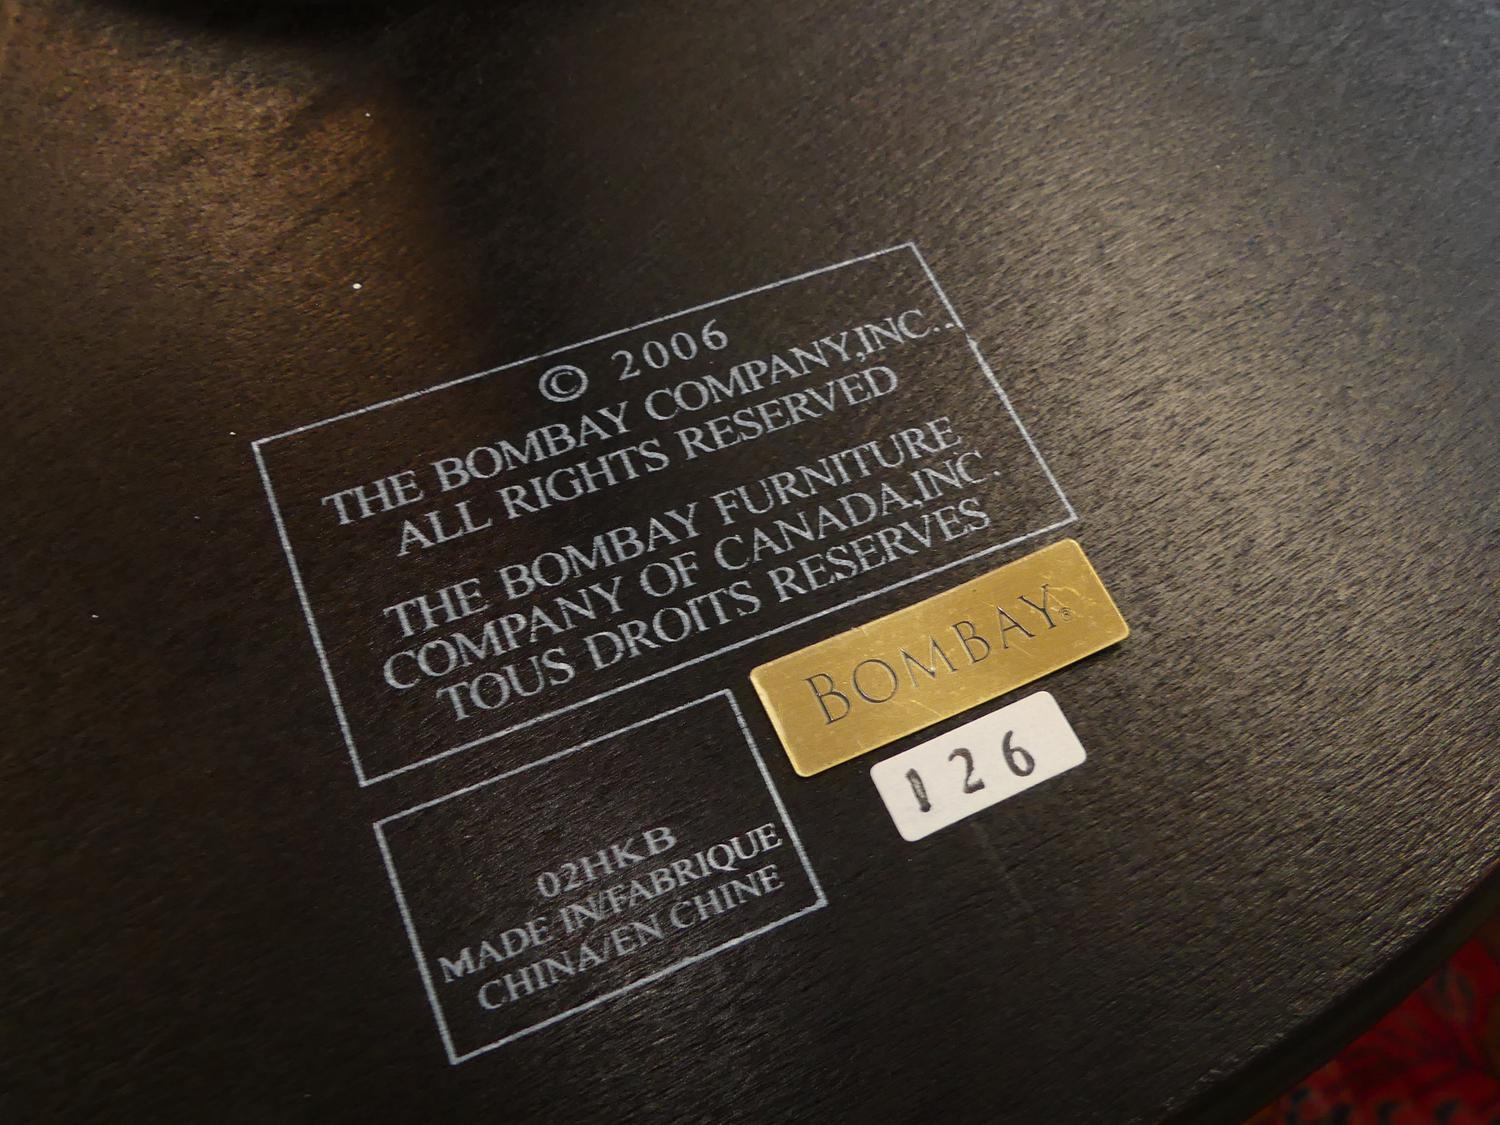 © 2006
THE BOMBAY COMPANY,INC..
ALL RIGHTS RESERVED
THE BOMBAY FURNITURE
COMPANY OF CANADA,INC.
TOUS DROITS RESERVES
BOMBAY®
126
02HKB
MADE IN/FABRIQUE
CHINA/EN CHINE